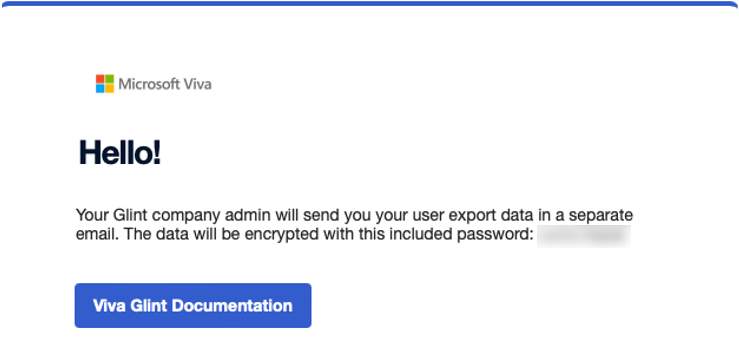 Microsoft Viva
Hello!
Your Glint company admin will send you your user export data in a separate
email. The data will be encrypted with this included password:
Viva Glint Documentation